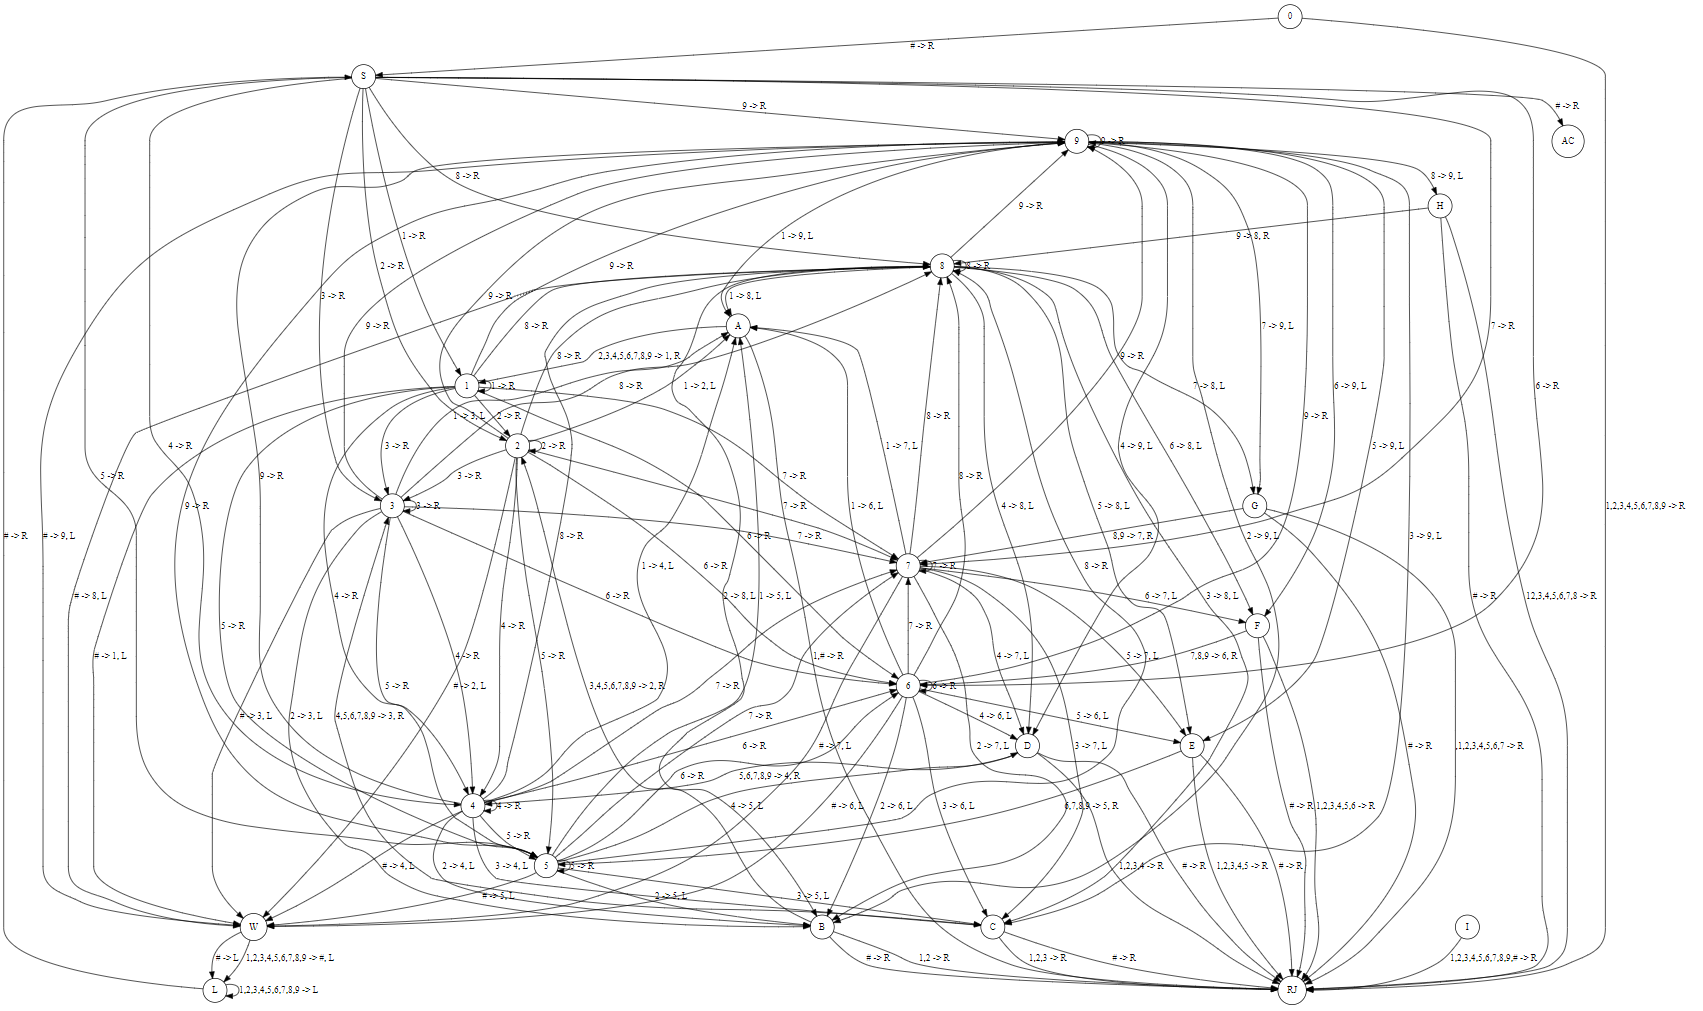 0
# -> R
S
9 -> R
# -> R
9
9 -> R
AC
8 -> R
8 -> 9, L
H
1 -> R
2 -> R
1 -> 9, L
9 -> 8, R
9 -> R
8
8 -> R
9 -> R
3 -> R
9 -> R
1 -> 8, L
9 -> R
8 -> R
A
7 -> 9, L
7 -> R
8 -> R
2,3,4,5,6,7,8,9 -> 1, R
9 -> R
1
1 -> R
8 -> R
1 -> 2, L
7 -> 8, L
6 -> 9, L
6 -> R
1 -> 3, L
2 -> R
8 -> R
9 -> R
4 -> R
3 -> R
2
2 -> R
1 -> 7, L
4 -> 9, L
6 -> 8, L
5 -> 9, L
5 -> R
9 -> R
7 -> R
8 -> R
3
3 -> R
7 -> R
1 -> 6, L
4 -> 8, L
5 -> 8, L
G
1,2,3,4,5,6,7,8,9 -> R
9 -> R
# -> R
# -> 9, L
8 -> R
7 -> R
6 -> R
8,9 -> 7, R
2 -> 9, L
3 -> 9, L
# -> R
1 -> 4, L
6 -> R
7
7 -> R
8 -> R
6 -> 7, L
# -> 8, L
4 -> R
6 -> R
2 -> 8, L
1 -> 5, L
3 -> 8, L
12,3,4,5,6,7,8 -> R
5 -> R
4 -> R
7 -> R
F
# -> 1, L
4 -> R
5 -> R
1,# -> R
4 -> 7, L
5 -> 7, L
7,8,9 -> 6, R
# -> 2, L
5 -> R
3,4,5,6,7,8,9 -> 2, R
7 -> R
6
6 -> R
# -> 3, L
2 -> 3, L
4,5,6,7,8,9 -> 3, R
7 -> R
4 -> 6, L
5 -> 6, L
6 -> R
# -> 7, L
2 -> 7, L
3 -> 7, L
D
E
# -> R
,1,2,3,4,5,6,7 -> R
6 -> R
5,6,7,8,9 -> 4, R
4
4 -> R
4 -> 5, L
# -> 6, L
2 -> 6, L
3 -> 6, L
6,7,8,9 -> 5, R
# -> R
1,2,3,4,5,6 -> R
5 -> R
# -> 4, L
2 -> 4, L
3 -> 4, L
5
5 -> R
1,2,3,4 -> R
# -> R
1,2,3,4,5 -> R
# -> R
# -> 5, L
2 -> 5, L
3 -> 5, L
W
B
C
I
# -> L
1,2,3,4,5,6,7,8,9 -> #, L
# -> R
1,2 -> R
1,2,3 -> R
# -> R
1,2,3,4,5,6,7,8,9,# -> R
L
1,2,3,4,5,6,7,8,9 -> L
RJ